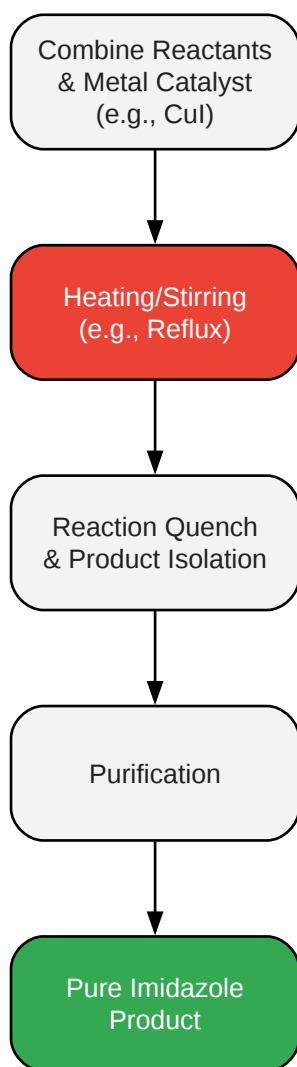 Combine Reactants
& Metal Catalyst
(e.g., CuI)
Heating/Stirring
(e.g., Reflux)
Reaction Quench
& Product Isolation
Purification
Pure Imidazole
Product